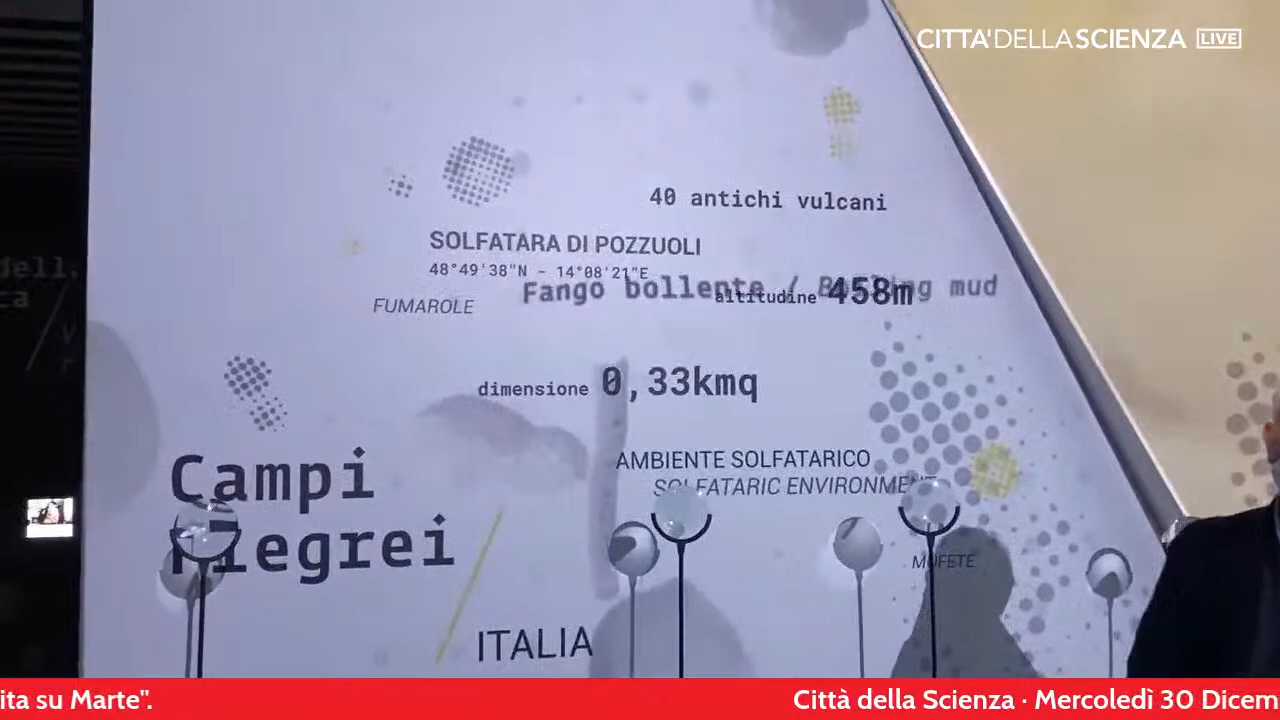 CITTA'DELLASCIENZA LIVE
dell.
40 antichi vulcani
SOLFATARA DI POZZUOLI
48°49'38"N - 14°08'21"E
Fango bollente / Boiling mud
altitudine 458m
FUMAROLE
dimensione 0,33kmq
Campi
Flegrei
AMBIENTE SOLFATARICO
SOLFATARIC ENVIRONMENT
MOFETE
ITALIA
ita su Marte".
Città della Scienza · Mercoledì 30 Dicem